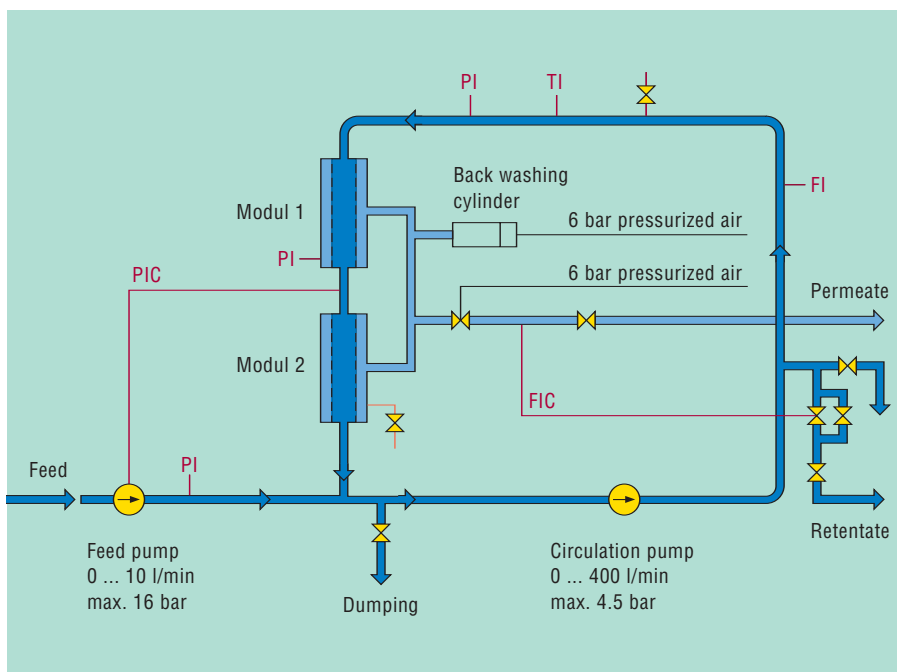 PI
TI
Back washing
cylinder
FI
Modul 1
6 bar pressurized air
PI
PIC
6 bar pressurized air
Permeate
Modul 2
FIC
Feed
PI
Retentate
Feed pump
0 ... 10 l/min
max. 16 bar
Dumping
Circulation pump
0 ... 400 l/min
max. 4.5 bar